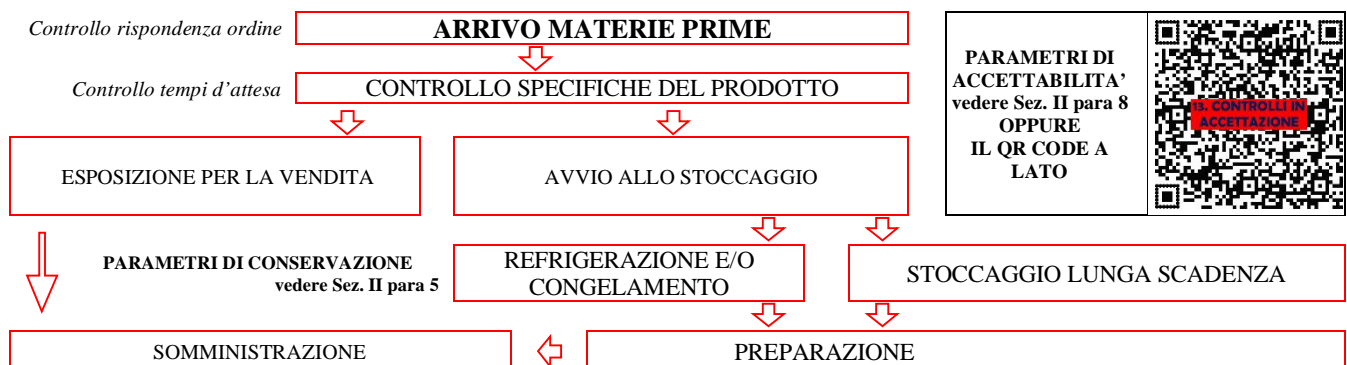 Controllo rispondenza ordine
ARRIVO MATERIE PRIME
Controllo tempi d'attesa
CONTROLLO SPECIFICHE DEL PRODOTTO
PARAMETRI DI
ACCETTABILITA'
vedere Sez. II para 8
OPPURE
IL QR CODE A
LATO
13. CONTROLLI IN
ACCETTAZIONE
ESPOSIZIONE PER LA VENDITA
AVVIO ALLO STOCCAGGIO
PARAMETRI DI CONSERVAZIONE
vedere Sez. II para 5
REFRIGERAZIONE E/O
CONGELAMENTO
STOCCAGGIO LUNGA SCADENZA
SOMMINISTRAZIONE
PREPARAZIONE